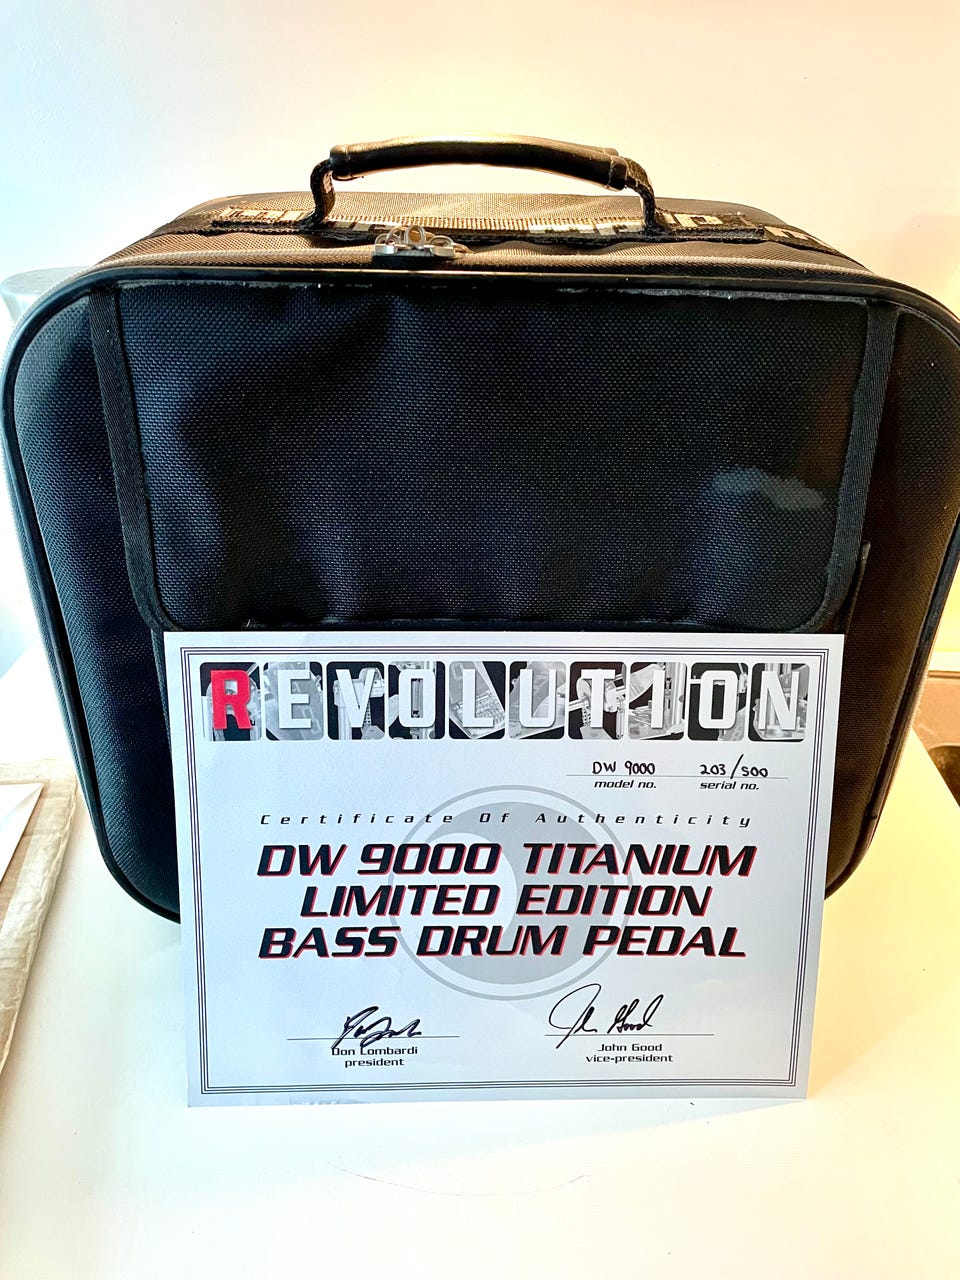 REVOLUTION
DW 9000 203/500
model no. serial no.
Certificate Of Authenticity
DW 9000 TITANIUM
LIMITED EDITION
BASS DRUM PEDAL
Don Lombardi John Good
president vice-president